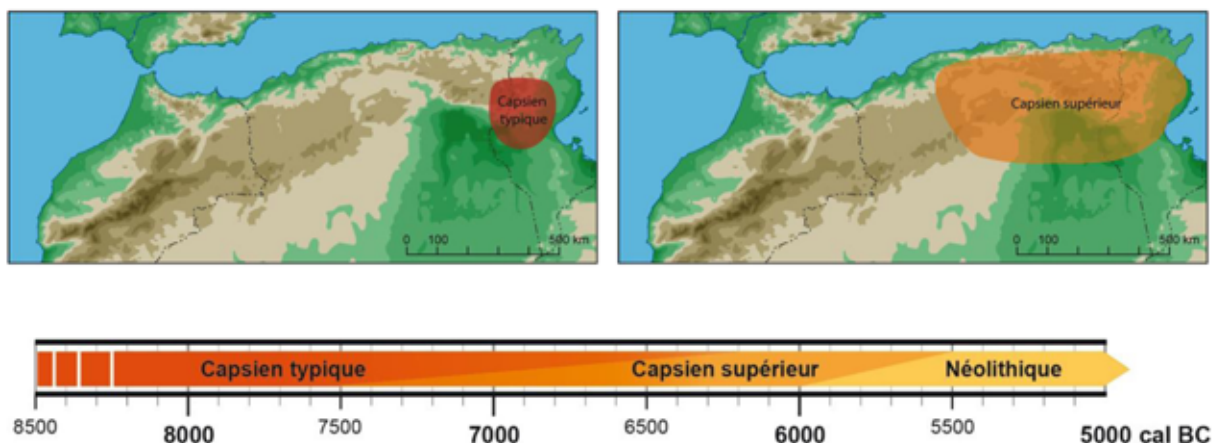 Capsien
typique
0 100 500 km
Capsien supérieur
0 100 500 km
Capsien typique Capsien supérieur Néolithique
8500 8000 7500 7000 6500 6000 5500 5000 cal BC